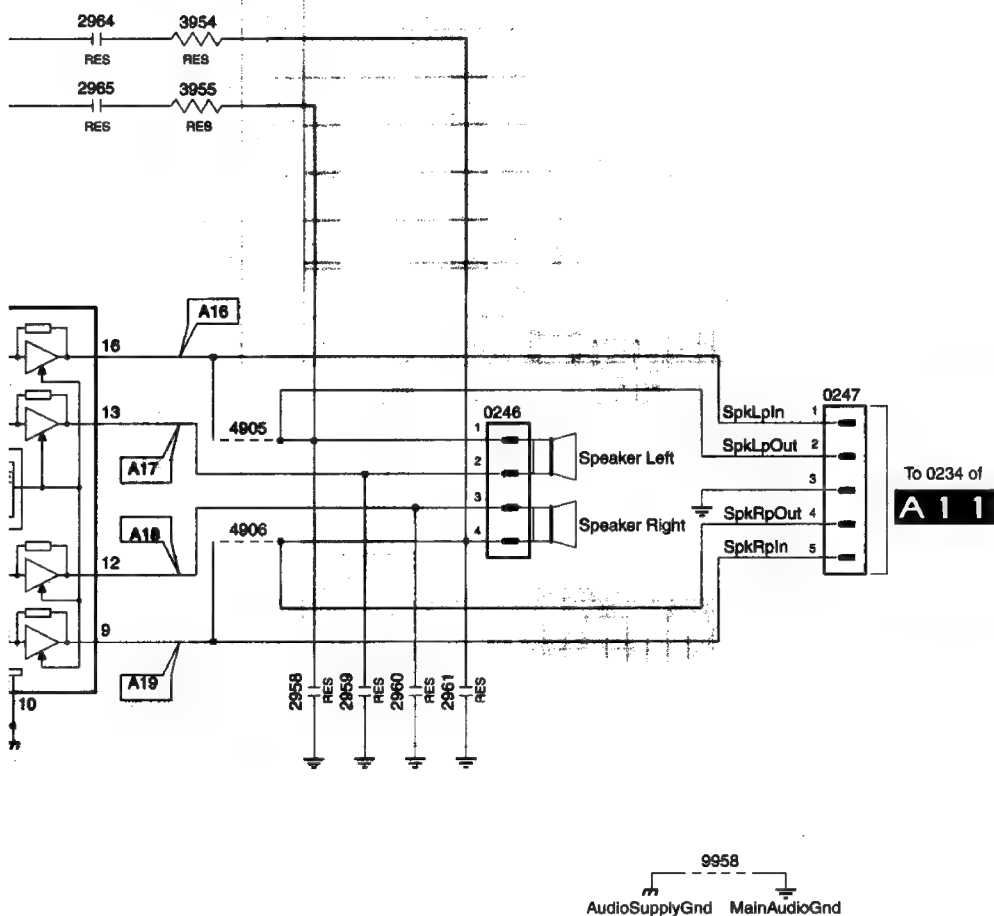 2964 3954
RES RES
2965 3955
RES RES
A16
16
13
A17
A18
12
9
A19
10
4905
4906
0246
1
2
3
4
Speaker Left
Speaker Right
0247
SpkLpIn 1
SpkLpOut 2
3
SpkRpOut 4
SpkRpIn 5
To 0234 of
A 1 1
2958 RES
2959 RES
2960 RES
2961 RES
9958
AudioSupplyGnd MainAudioGnd